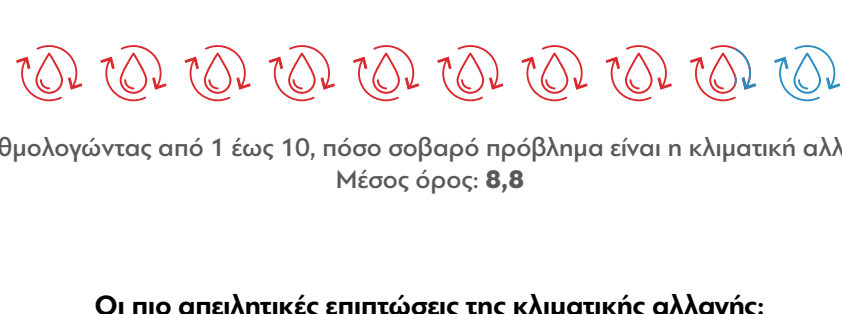 θμολογώντας από 1 έως 10, πόσο σοβαρό πρόβλημα είναι η κλιματική αλλ
Μέσος όρος: 8,8
Οι πιο απειλητικές επιπτώσεις της κλιματικής αλλαγής: